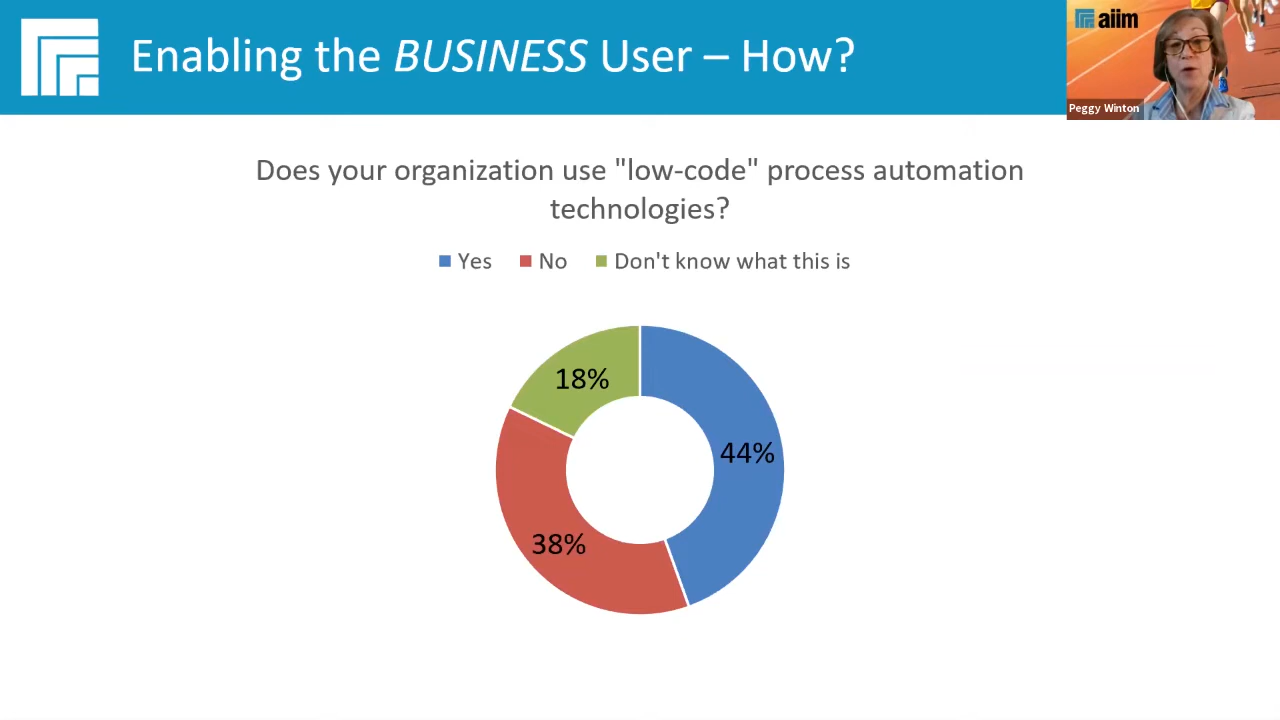 Enabling the BUSINESS User – How?
aiim
Peggy Winton
Does your organization use "low-code" process automation
technologies?
Yes
No
Don't know what this is
18%
44%
38%